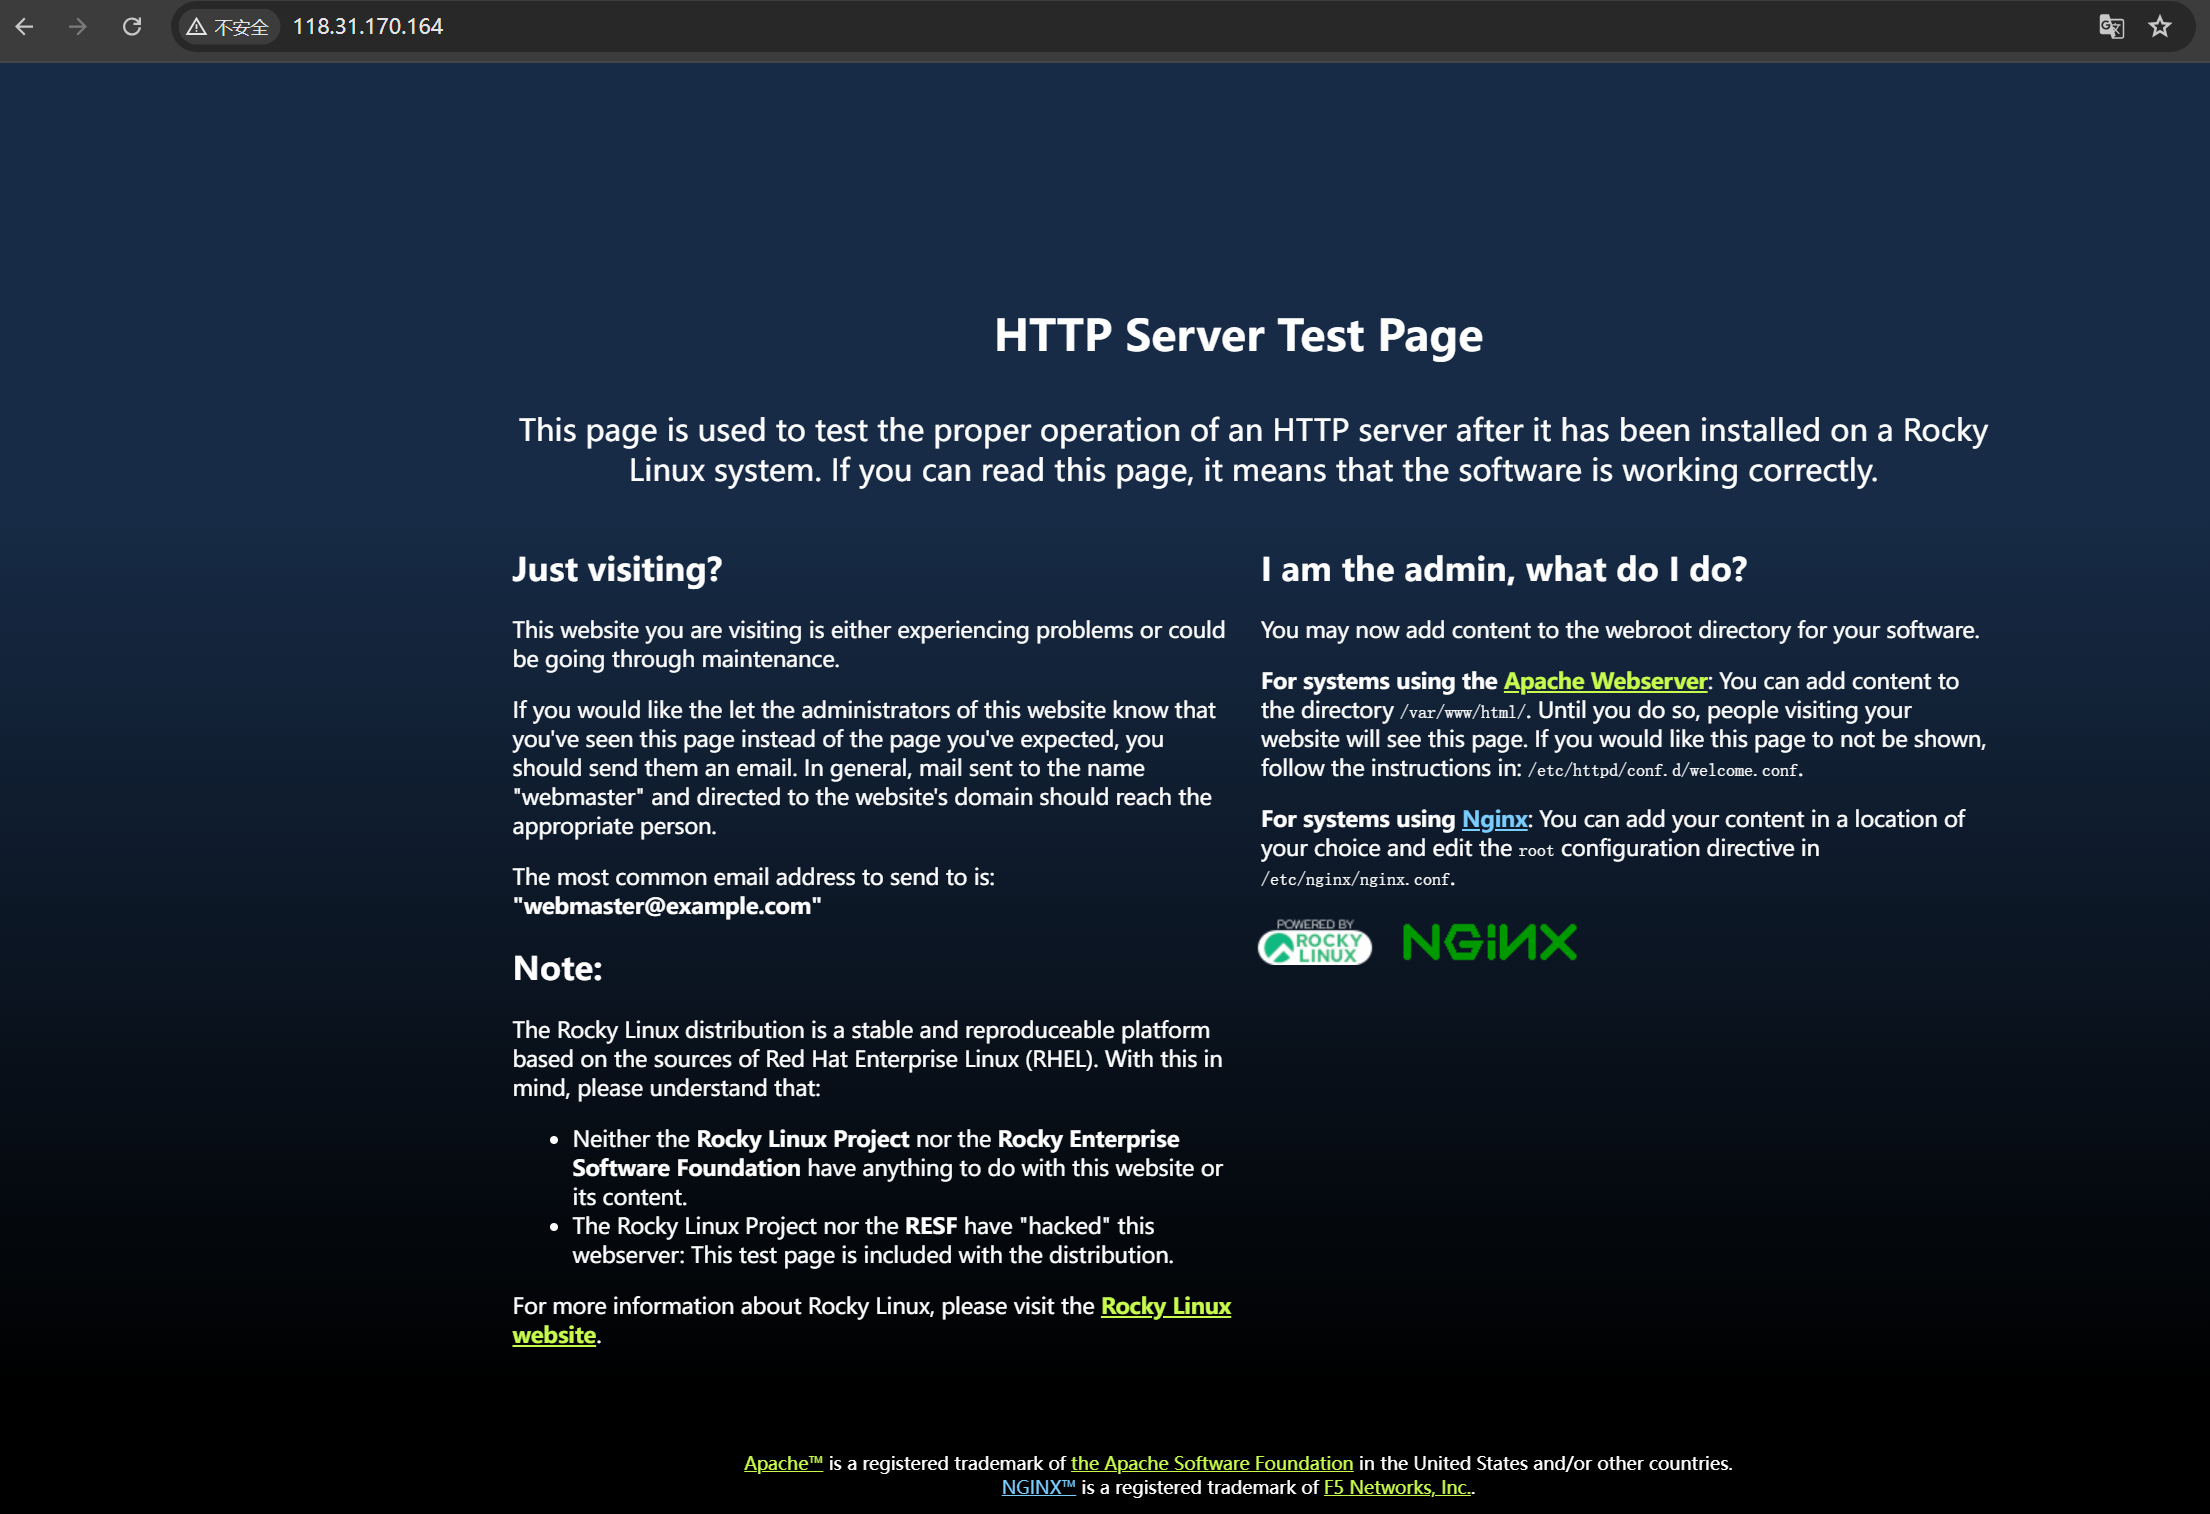 不安全 118.31.170.164
HTTP Server Test Page
This page is used to test the proper operation of an HTTP server after it has been installed on a Rocky
Linux system. If you can read this page, it means that the software is working correctly.
Just visiting?
This website you are visiting is either experiencing problems or could
be going through maintenance.
If you would like the let the administrators of this website know that
you've seen this page instead of the page you've expected, you
should send them an email. In general, mail sent to the name
"webmaster" and directed to the website's domain should reach the
appropriate person.
The most common email address to send to is:
"webmaster@example.com"
Note:
The Rocky Linux distribution is a stable and reproduceable platform
based on the sources of Red Hat Enterprise Linux (RHEL). With this in
mind, please understand that:
• Neither the Rocky Linux Project nor the Rocky Enterprise
Software Foundation have anything to do with this website or
its content.
• The Rocky Linux Project nor the RESF have "hacked" this
webserver: This test page is included with the distribution.
For more information about Rocky Linux, please visit the Rocky Linux
website.
I am the admin, what do I do?
You may now add content to the webroot directory for your software.
For systems using the Apache Webserver: You can add content to
the directory /var/www/html/. Until you do so, people visiting your
website will see this page. If you would like this page to not be shown,
follow the instructions in: /etc/httpd/conf.d/welcome.conf.
For systems using Nginx: You can add your content in a location of
your choice and edit the root configuration directive in
/etc/nginx/nginx.conf.
POWERED BY
ROCKY
LINUX
NGINX
Apache™ is a registered trademark of the Apache Software Foundation in the United States and/or other countries.
NGINX™ is a registered trademark of F5 Networks, Inc..